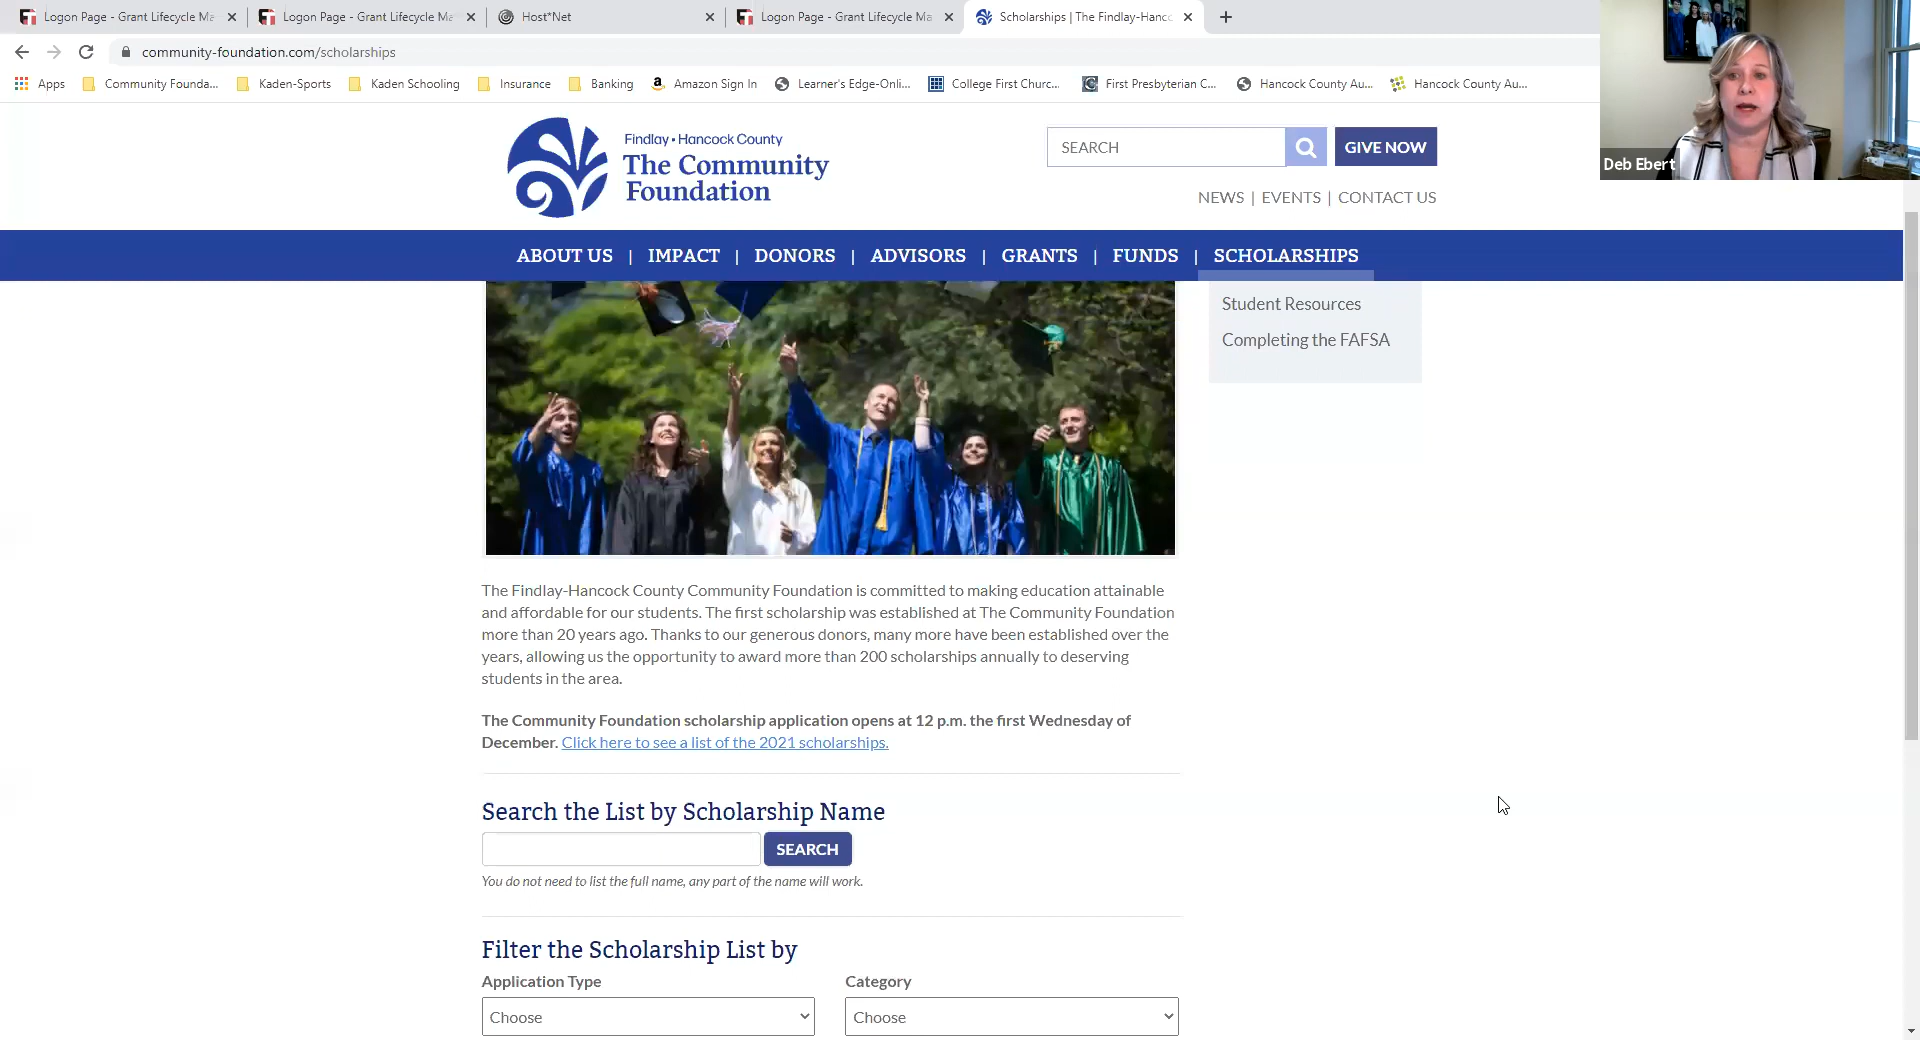 Logon Page - Grant Lifecycle Ma
Logon Page - Grant Lifecycle Ma
Host*Net
Logon Page - Grant Lifecycle Ma
Scholarships | The Findlay-Hanco
community-foundation.com/scholarships
Apps
Community Founda...
Kaden-Sports
Kaden Schooling
Insurance
Banking
Amazon Sign In
Learner's Edge-Onli...
College First Churc...
First Presbyterian C...
Hancock County Au...
Hancock County Au...
Deb Ebert
Findlay • Hancock County
The Community
Foundation
SEARCH
GIVE NOW
NEWS | EVENTS | CONTACT US
ABOUT US | IMPACT | DONORS | ADVISORS | GRANTS | FUNDS | SCHOLARSHIPS
Student Resources
Completing the FAFSA
The Findlay-Hancock County Community Foundation is committed to making education attainable
and affordable for our students. The first scholarship was established at The Community Foundation
more than 20 years ago. Thanks to our generous donors, many more have been established over the
years, allowing us the opportunity to award more than 200 scholarships annually to deserving
students in the area.
The Community Foundation scholarship application opens at 12 p.m. the first Wednesday of
December. Click here to see a list of the 2021 scholarships.
Search the List by Scholarship Name
SEARCH
You do not need to list the full name, any part of the name will work.
Filter the Scholarship List by
Application Type
Category
Choose
Choose